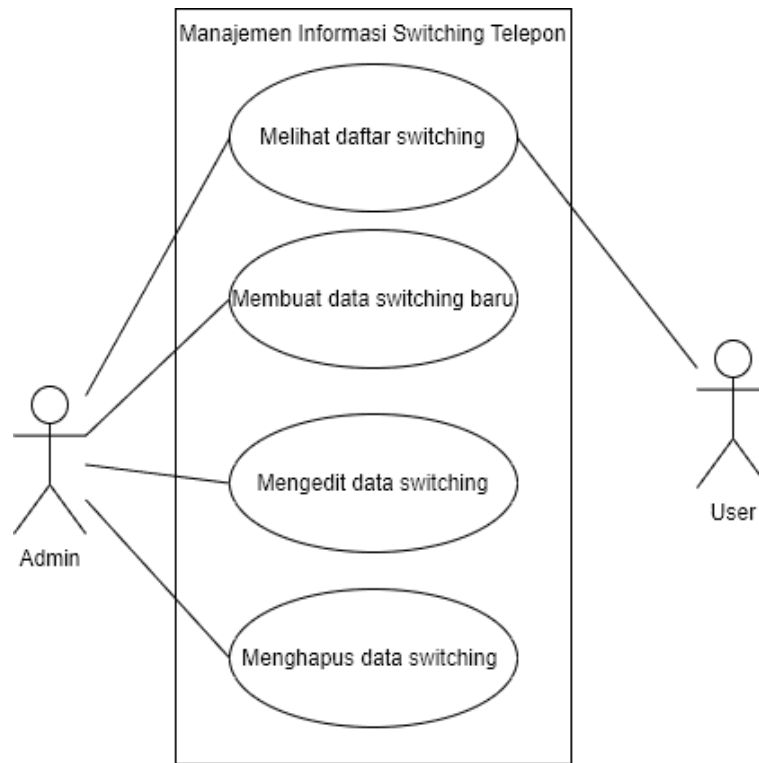 Manajemen Informasi Switching Telepon
Melihat daftar switching
Membuat data switching baru
Mengedit data switching
Menghapus data switching
Admin
User